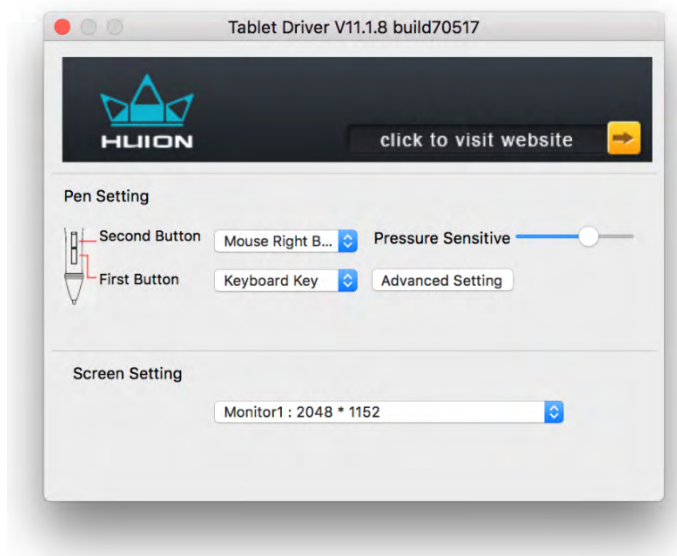 Tablet Driver V11.1.8 build70517
HUION
click to visit website
Pen Setting
Second Button
Mouse Right B...
Pressure Sensitive
First Button
Keyboard Key
Advanced Setting
Screen Setting
Monitor1 : 2048 * 1152